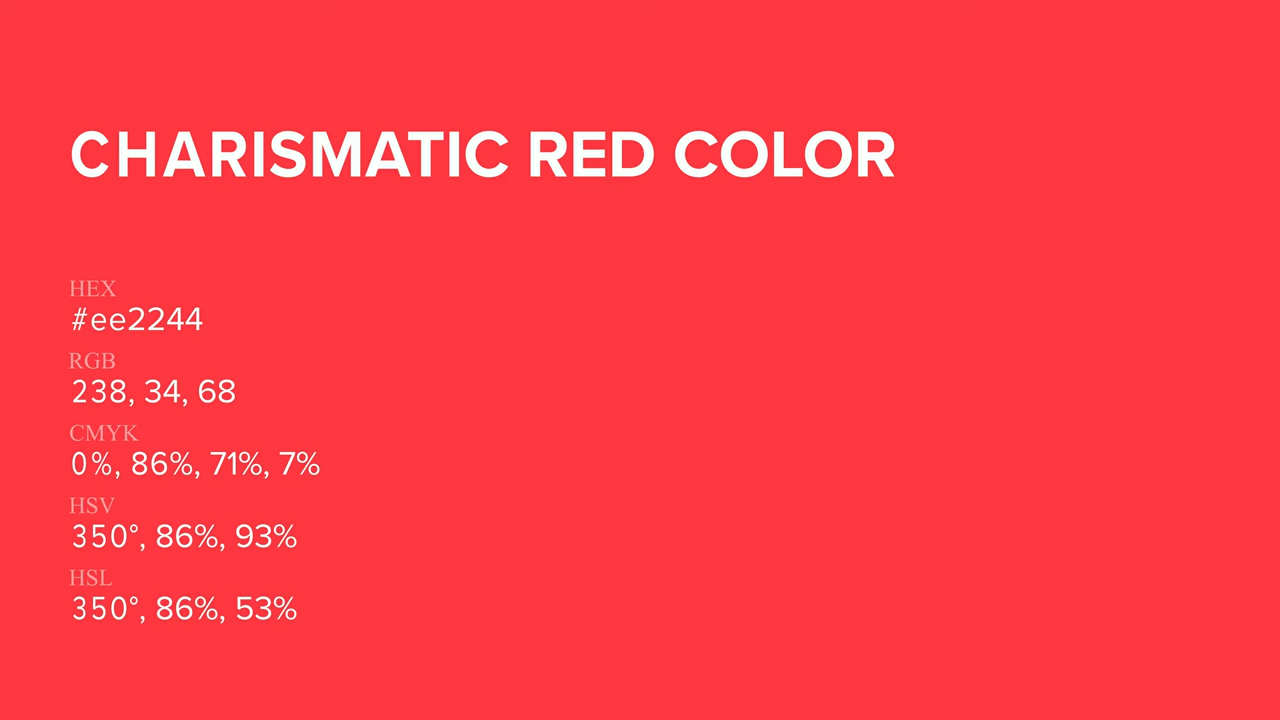 CHARISMATIC RED COLOR
HEX
#ee2244
RGB
238, 34, 68
CMYK
0%, 86%, 71%, 7%
HSV
350°, 86%, 93%
HSL
350°, 86%, 53%